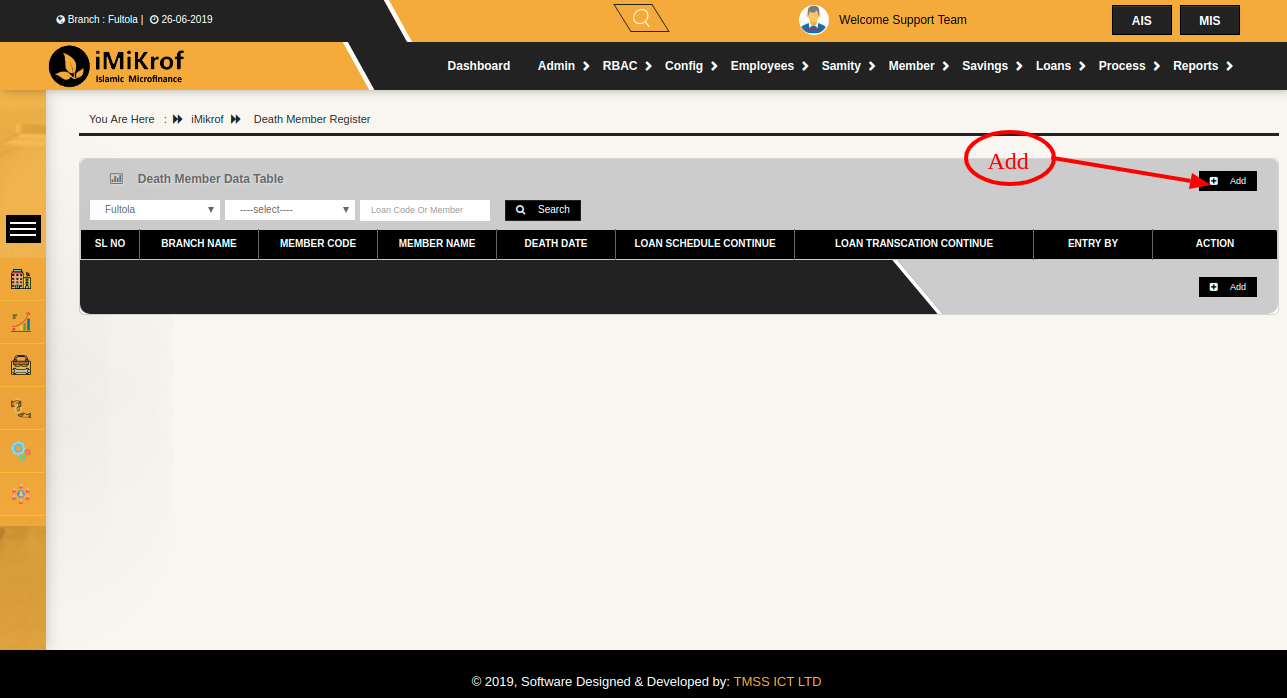 Branch : Fultola | 26-06-2019
Welcome Support Team
AIS MIS
iMiKrof
Islamic Microfinance
Dashboard Admin RBAC Config Employees Samity Member Savings Loans Process Reports
You Are Here : iMikrof Death Member Register
Add
Death Member Data Table
Add
Fultola ----select---- Loan Code Or Member Search
SL NO BRANCH NAME MEMBER CODE MEMBER NAME DEATH DATE LOAN SCHEDULE CONTINUE LOAN TRANSCATION CONTINUE ENTRY BY ACTION
Add
© 2019, Software Designed & Developed by: TMSS ICT LTD